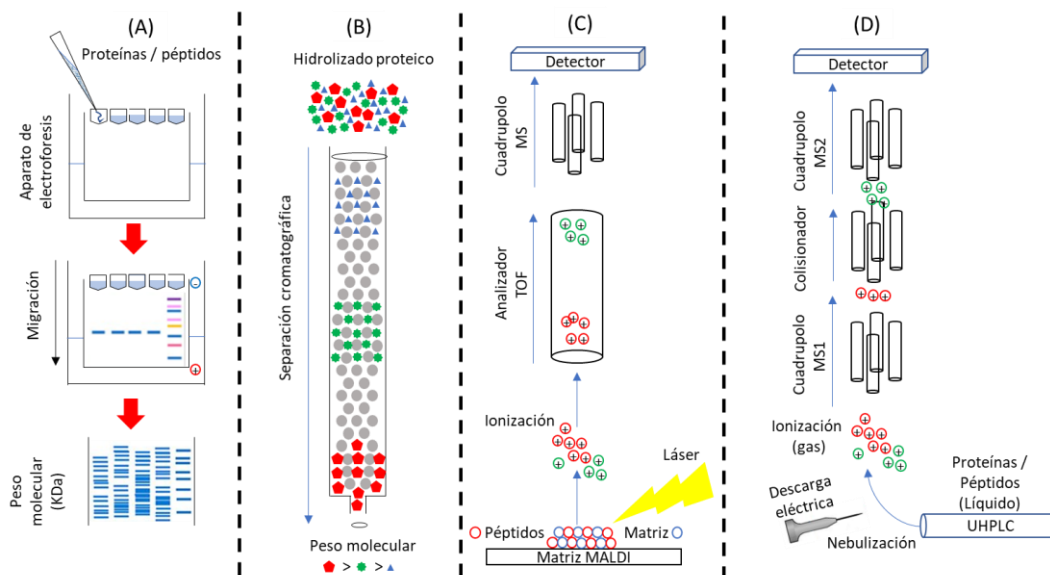 (A)
Proteínas / péptidos
Aparato de
electroforesis
-
Migración
+
Peso
molecular
(KDa)
(B)
Hidrolizado proteico
Separación cromatográfica
Peso molecular
> >
(C)
Detector
Cuadrupolo
MS
+ + + +
Analizador
TOF
+ + + + +
Ionización
+ + + + + + + + + +
Láser
Péptidos
Matriz
Matriz MALDI
(D)
Detector
Cuadrupolo
MS2
+ + + +
Colisionador
+ + + +
Cuadrupolo
MS1
Ionización
(gas)
+ + + + + + + + + +
Descarga
eléctrica
Nebulización
Proteínas /
Péptidos
(Líquido)
UHPLC